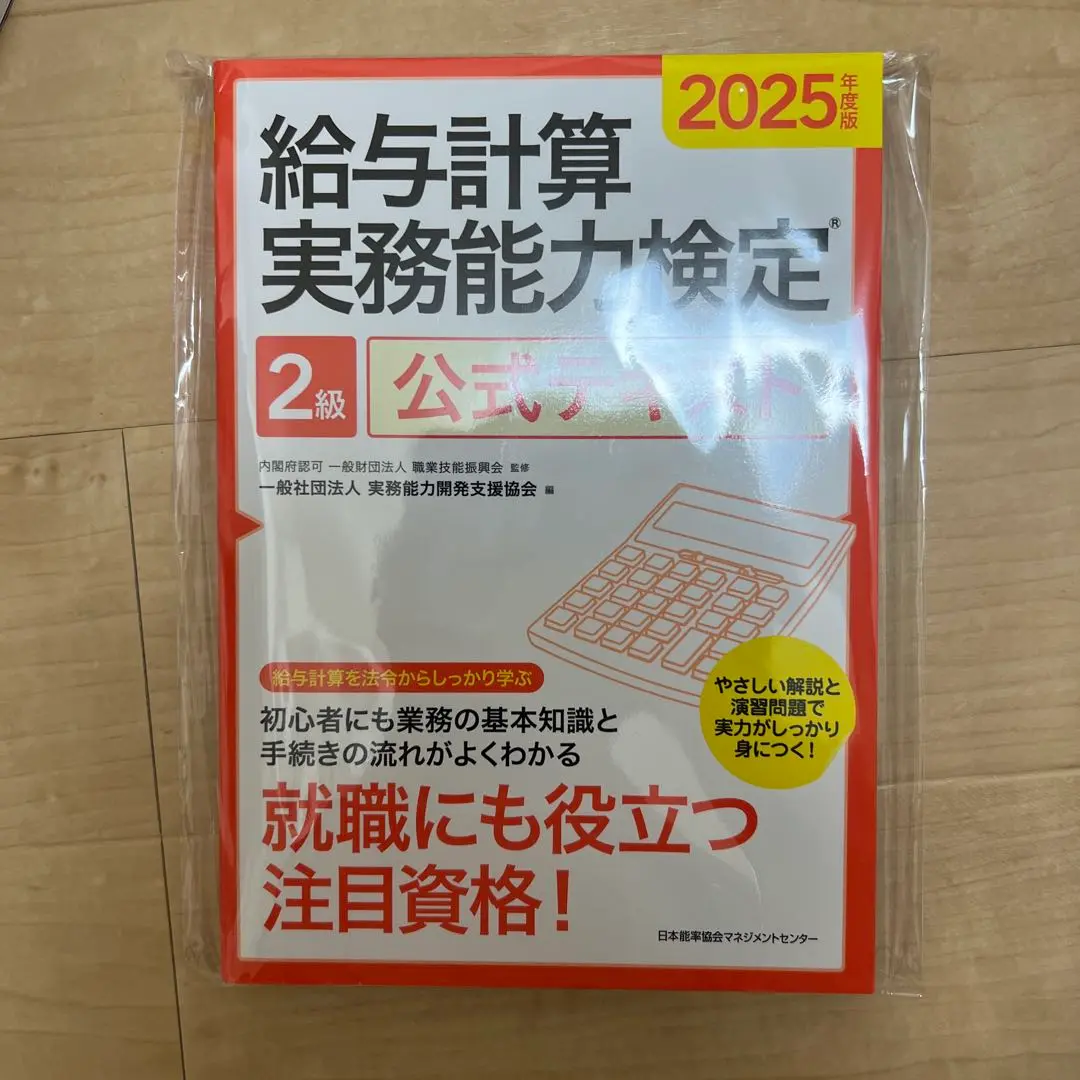 2025年度版
給与計算
実務能力検定®
2級
公式テキスト
内閣府認可 一般財団法人 職業技能振興会 監修
一般社団法人 実務能力開発支援協会 編
給与計算を法令からしっかり学ぶ
初心者にも業務の基本知識と
手続きの流れがよくわかる
やさしい解説と
演習問題で
実力がしっかり
身につく!
就職にも役立つ
注目資格!
日本能率協会マネジメントセンター